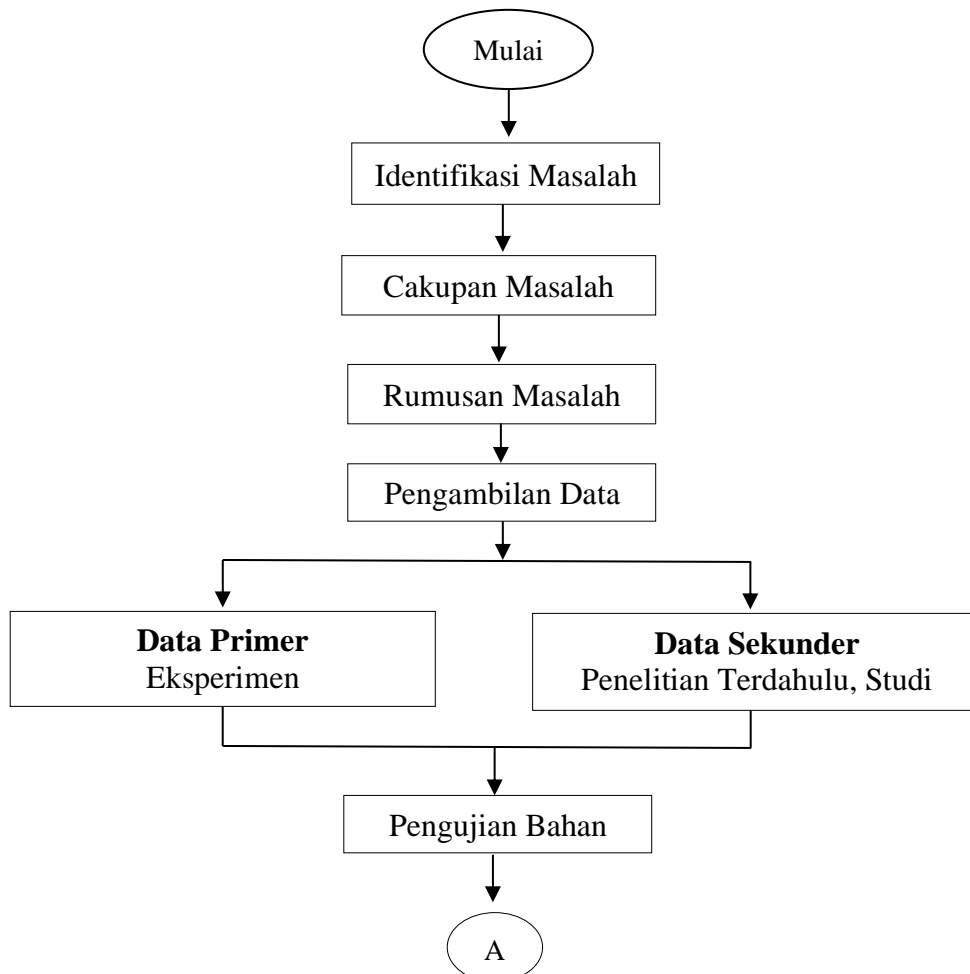 Mulai
Identifikasi Masalah
Cakupan Masalah
Rumusan Masalah
Pengambilan Data
Data Primer
Eksperimen
Data Sekunder
Penelitian Terdahulu, Studi
Pengujian Bahan
A